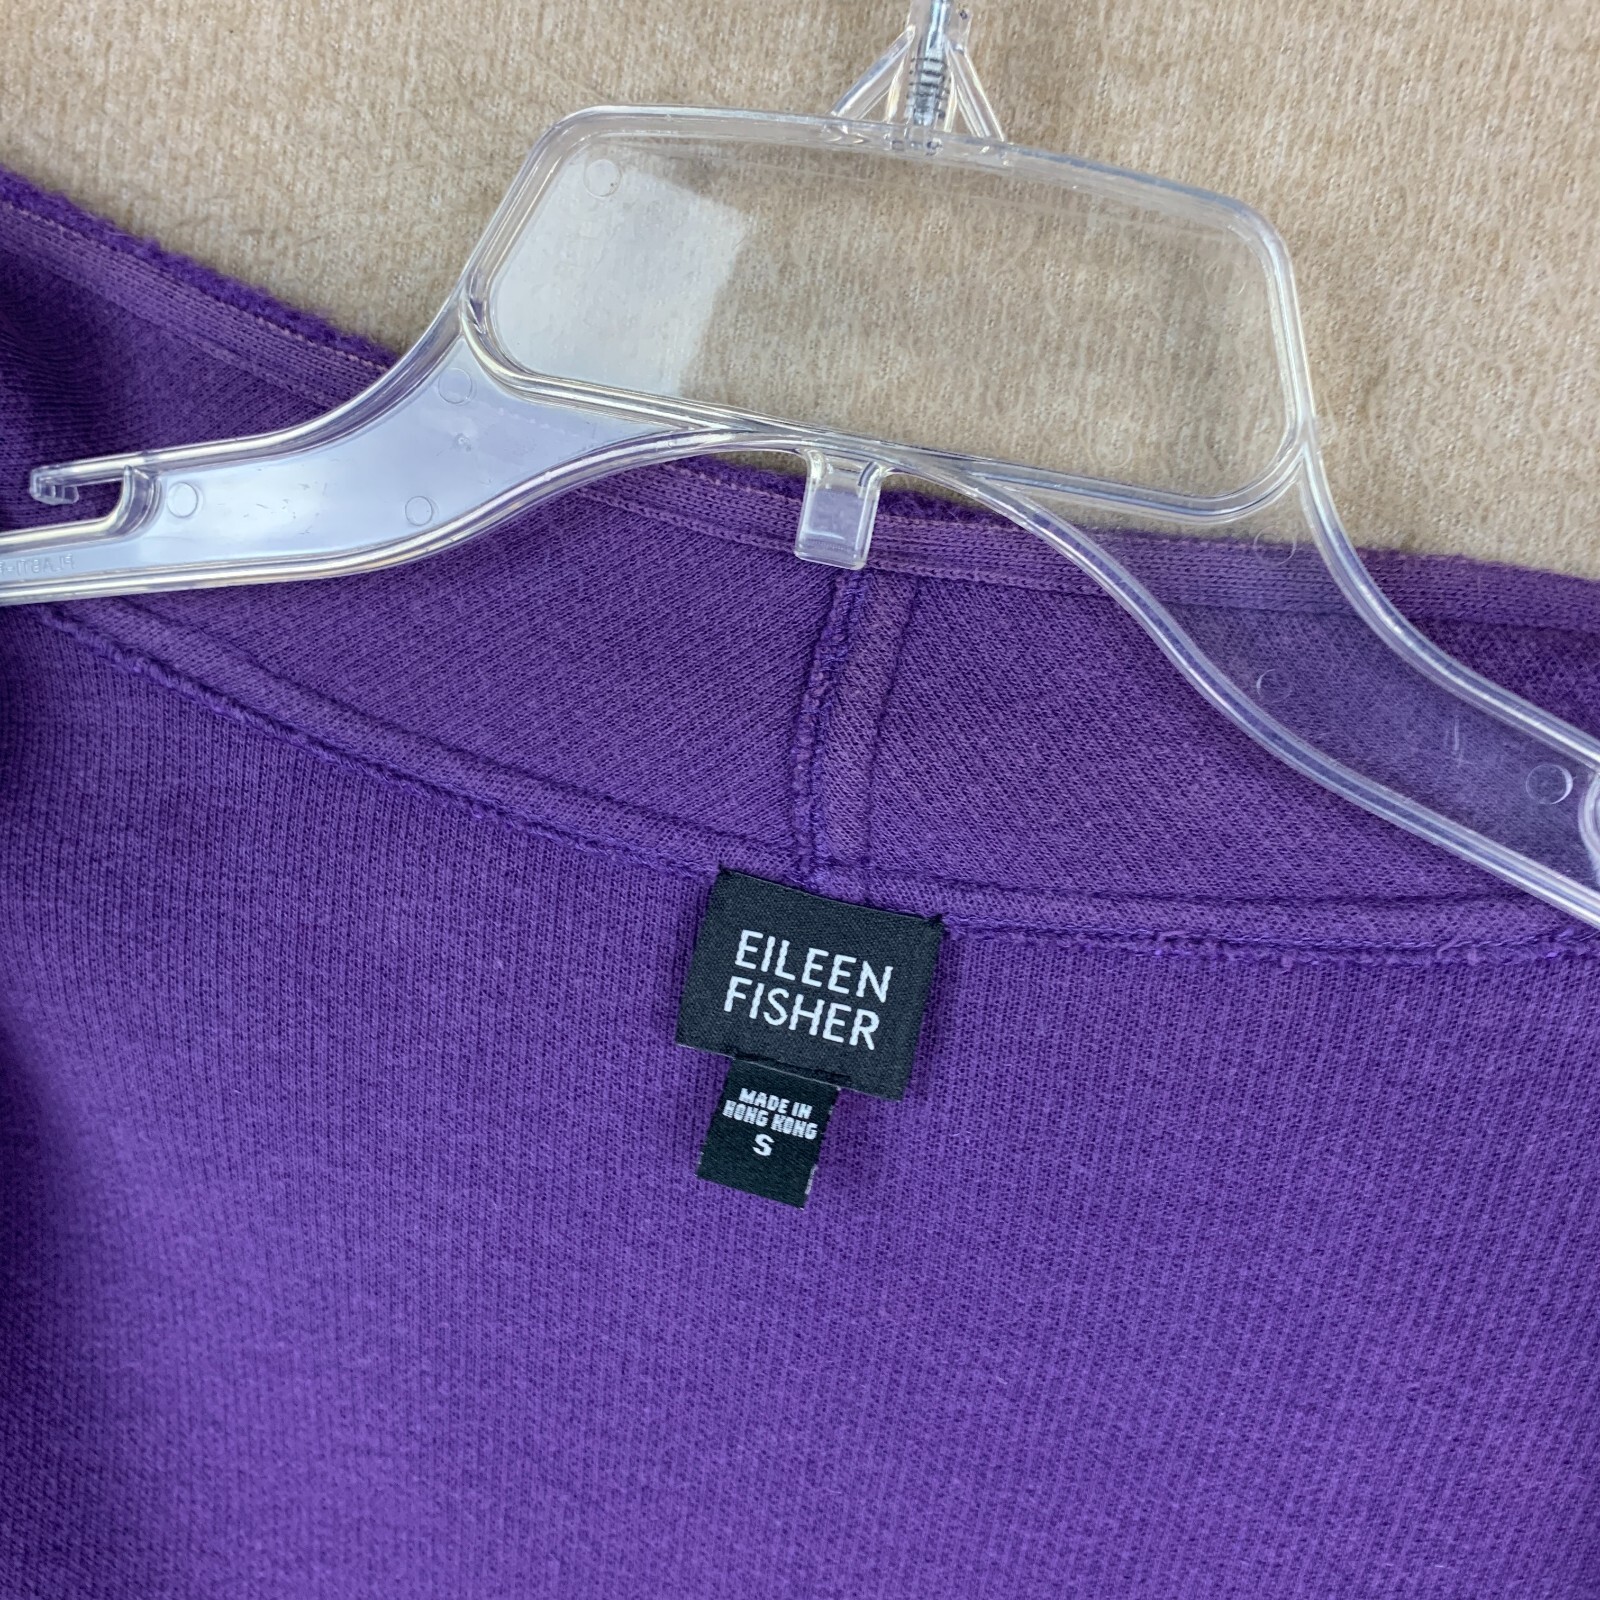 EILEEN
FISHER
MADE IN
HONG KONG
S